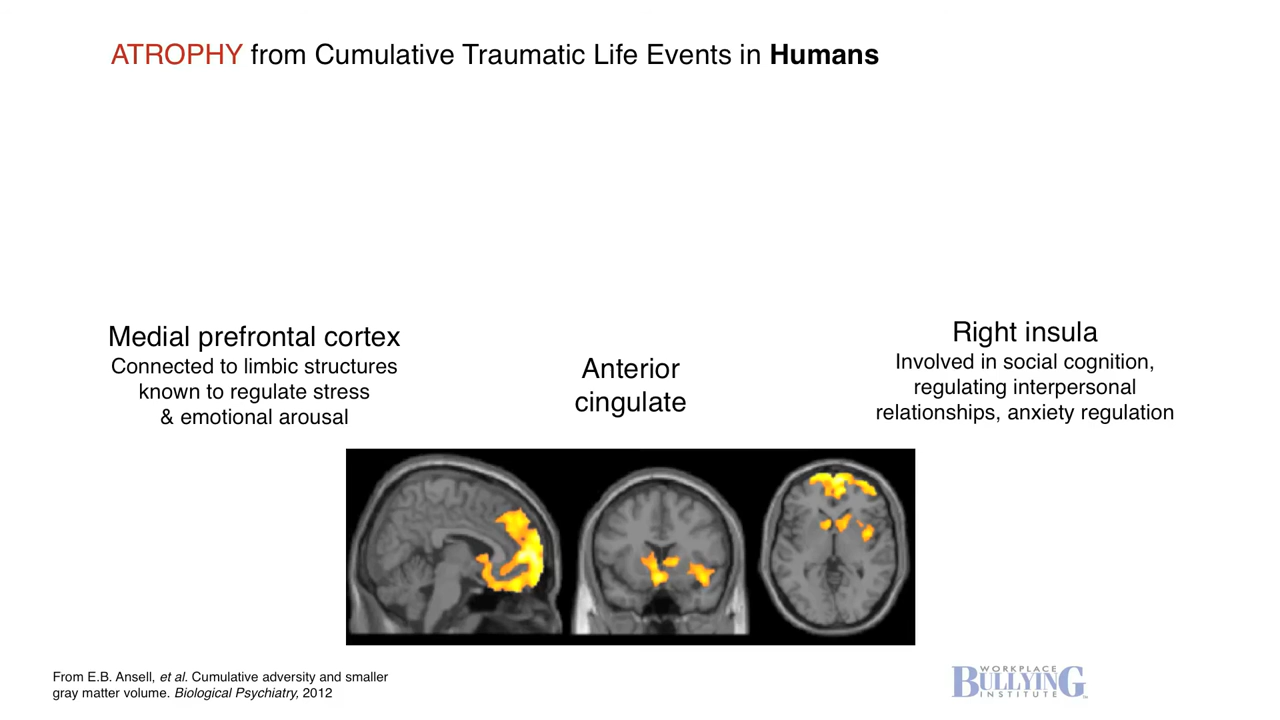 ATROPHY from Cumulative Traumatic Life Events in Humans
Medial prefrontal cortex
Connected to limbic structures
known to regulate stress
& emotional arousal
Anterior
cingulate
Right insula
Involved in social cognition,
regulating interpersonal
relationships, anxiety regulation
From E.B. Ansell, et al. Cumulative adversity and smaller
gray matter volume. Biological Psychiatry, 2012
WORKPLACE
BULLYING
INSTITUTE